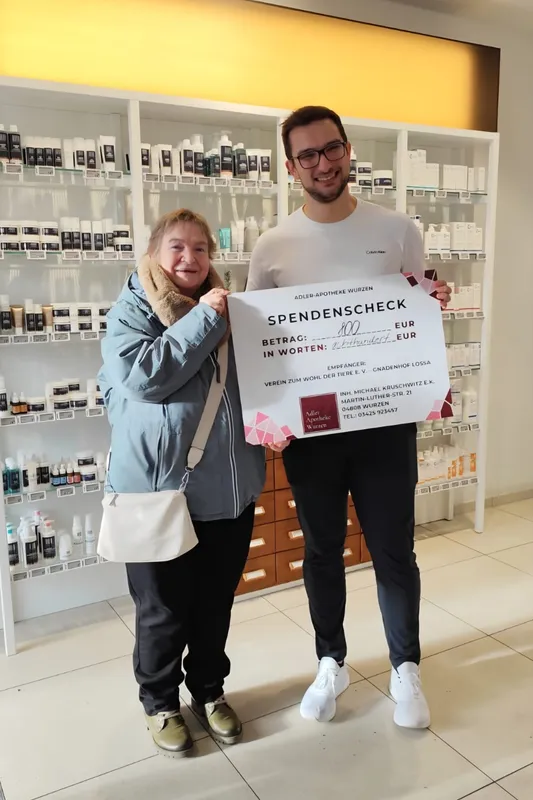 ADLER-APOTHEKE WURZEN
SPENDENSCHECK
BETRAG: 800 EUR
IN WORTEN: achthundert EUR
EMPFÄNGER:
VEREIN ZUM WOHL DER TIERE E. V. GNADENHOF LOSSA
Adler
Apotheke
Wurzen
INH. MICHAEL KRUSCHWITZ E.K.
MARTIN-LUTHER-STR. 21
04808 WURZEN
TEL.: 03425 923457